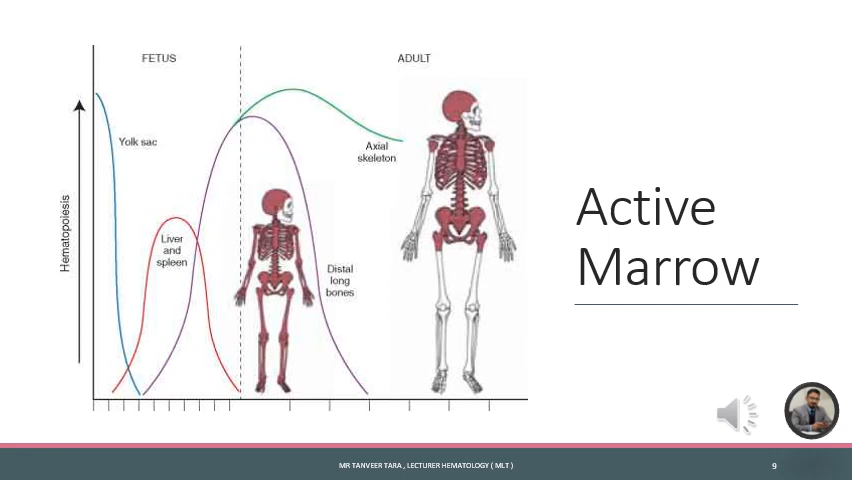 FETUS
ADULT
Yolk sac
Axial
skeleton
Hematopoiesis
Liver
and
spleen
Distal
long
bones
Active
Marrow
MR TANVEER TARA , LECTURER HEMATOLOGY ( MLT )
9